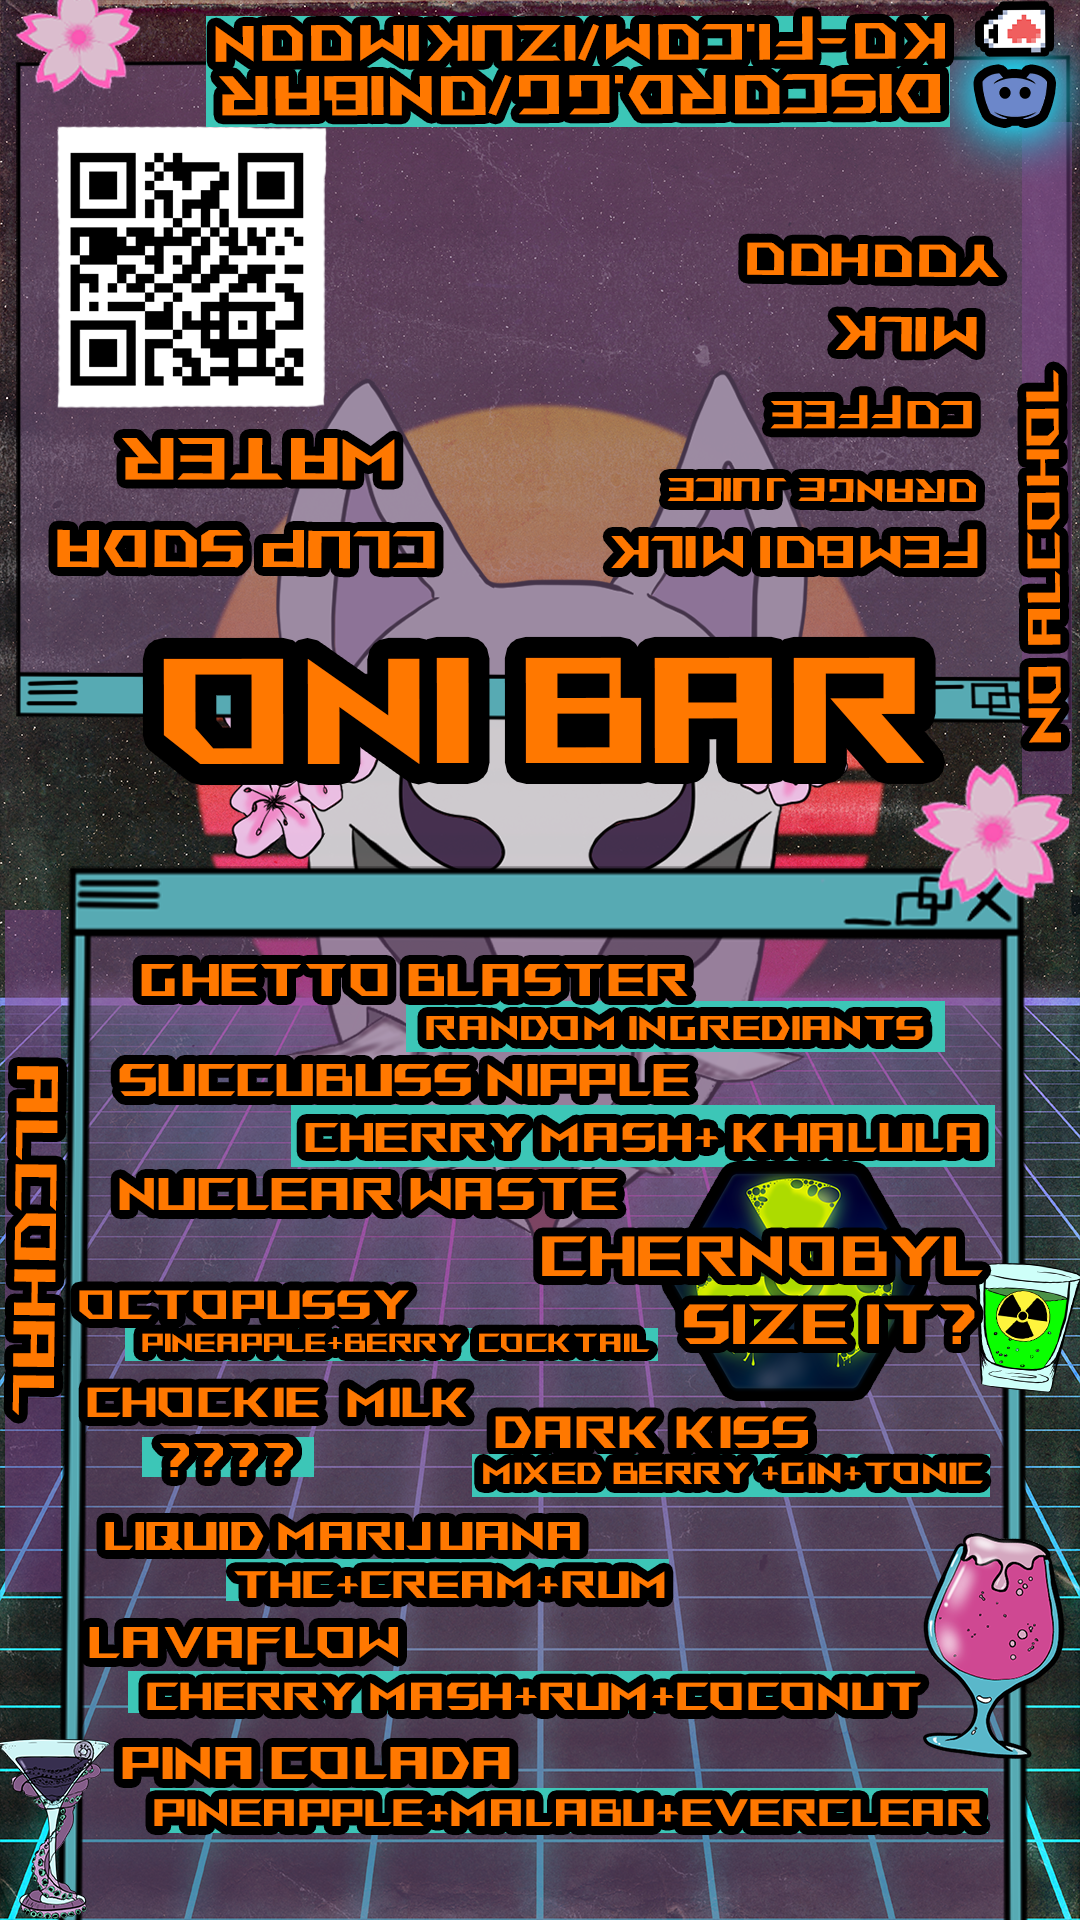 KO-FI.COM/IZUKIMOON
DISCORD.GG/ONIBAR
YOOHOO
MILK
COFFEE
ORANGE JUICE
FEMBOI MILK
WATER
CLUP SODA
NO ALCOHOL
ONI BAR
ALCOHAL
GHETTO BLASTER
RANDOM INGREDIANTS
SUCCUBUSS NIPPLE
CHERRY MASH+ KHALULA
NUCLEAR WASTE
CHERNOBYL
SIZE IT?
OCTOPUSSY
PINEAPPLE+BERRY COCKTAIL
CHOCKIE MILK
????
DARK KISS
MIXED BERRY +GIN+TONIC
LIQUID MARIJUANA
THC+CREAM+RUM
LAVAFLOW
CHERRY MASH+RUM+COCONUT
PINA COLADA
PINEAPPLE+MALABU+EVERCLEAR